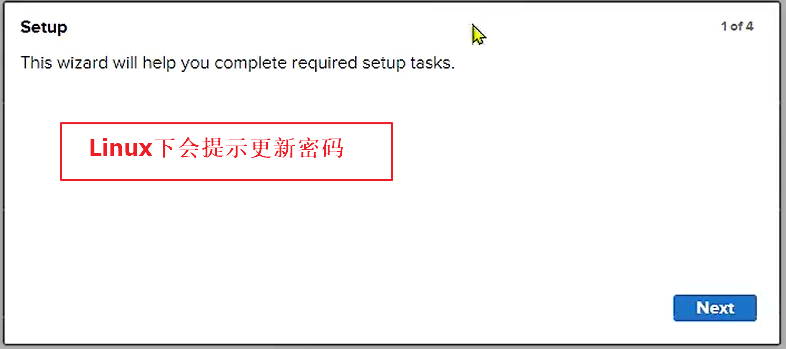 Setup
1 of 4
This wizard will help you complete required setup tasks.
Linux下会提示更新密码
Next